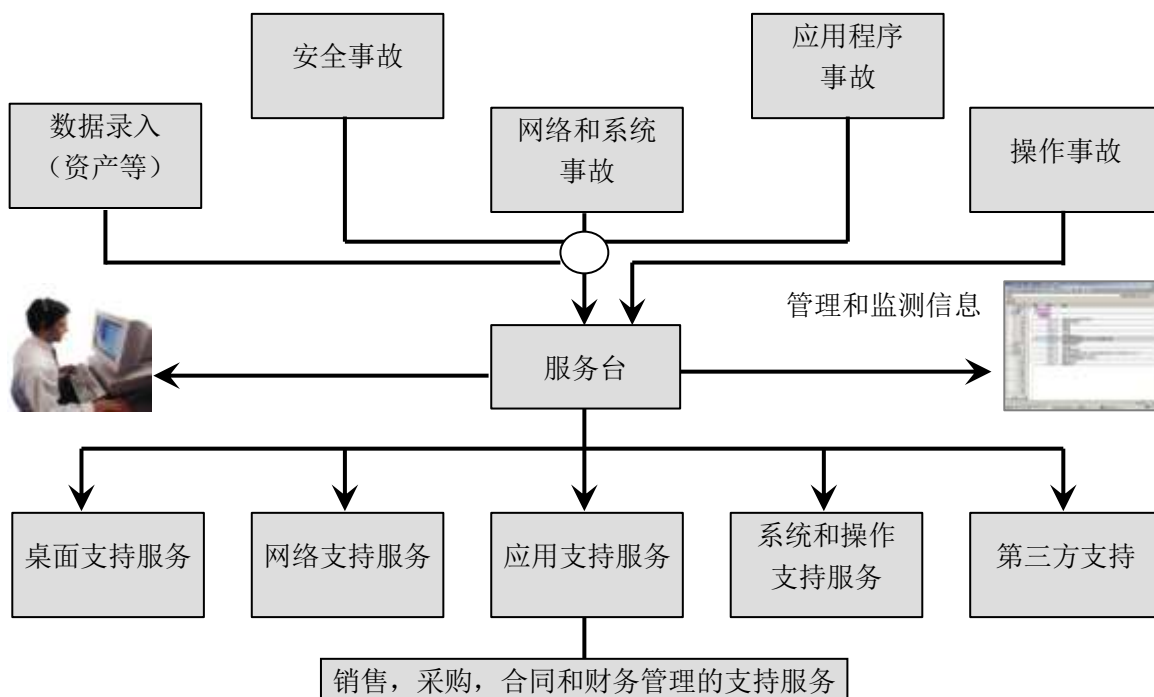 安全事故
应用程序
事故
数据录入
（资产等）
网络和系统
事故
操作事故
管理和监测信息
服务台
桌面支持服务
网络支持服务
应用支持服务
系统和操作
支持服务
第三方支持
销售，采购，合同和财务管理的支持服务